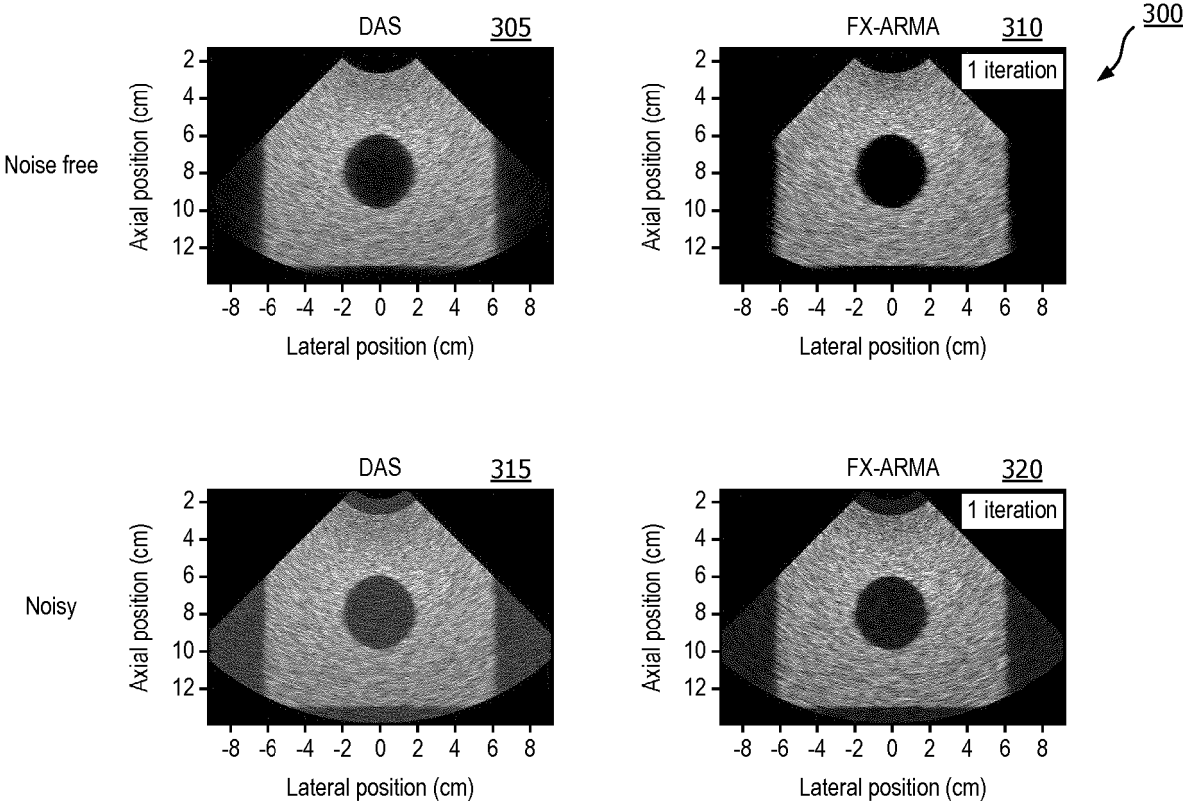 300
DAS 305
FX-ARMA 310
1 iteration
Noise free
Axial position (cm)
2
4
6
8
10
12
-8 -6 -4 -2 0 2 4 6 8
Lateral position (cm)
Axial position (cm)
2
4
6
8
10
12
-8 -6 -4 -2 0 2 4 6 8
Lateral position (cm)
DAS 315
FX-ARMA 320
1 iteration
Noisy
Axial position (cm)
2
4
6
8
10
12
-8 -6 -4 -2 0 2 4 6 8
Lateral position (cm)
Axial position (cm)
2
4
6
8
10
12
-8 -6 -4 -2 0 2 4 6 8
Lateral position (cm)